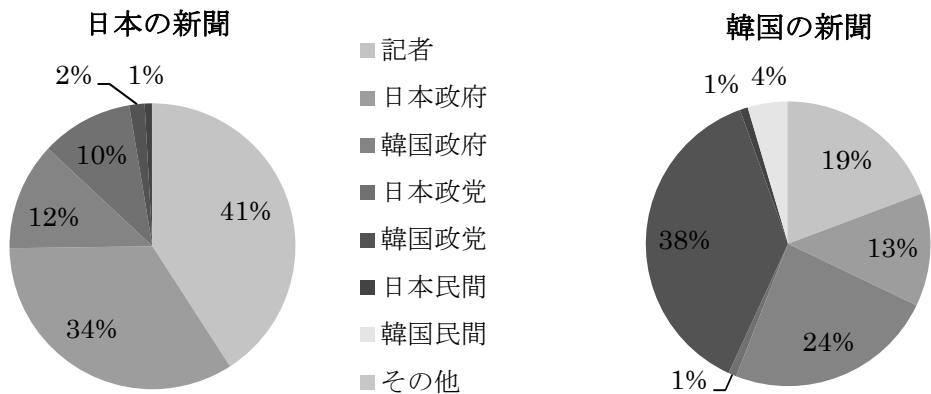 日本の新聞
2% 1%
10%
12%
41%
34%
記者
日本政府
韓国政府
日本政党
韓国政党
日本民間
韓国民間
その他
韓国の新聞
1% 4%
19%
38%
13%
24%
1%